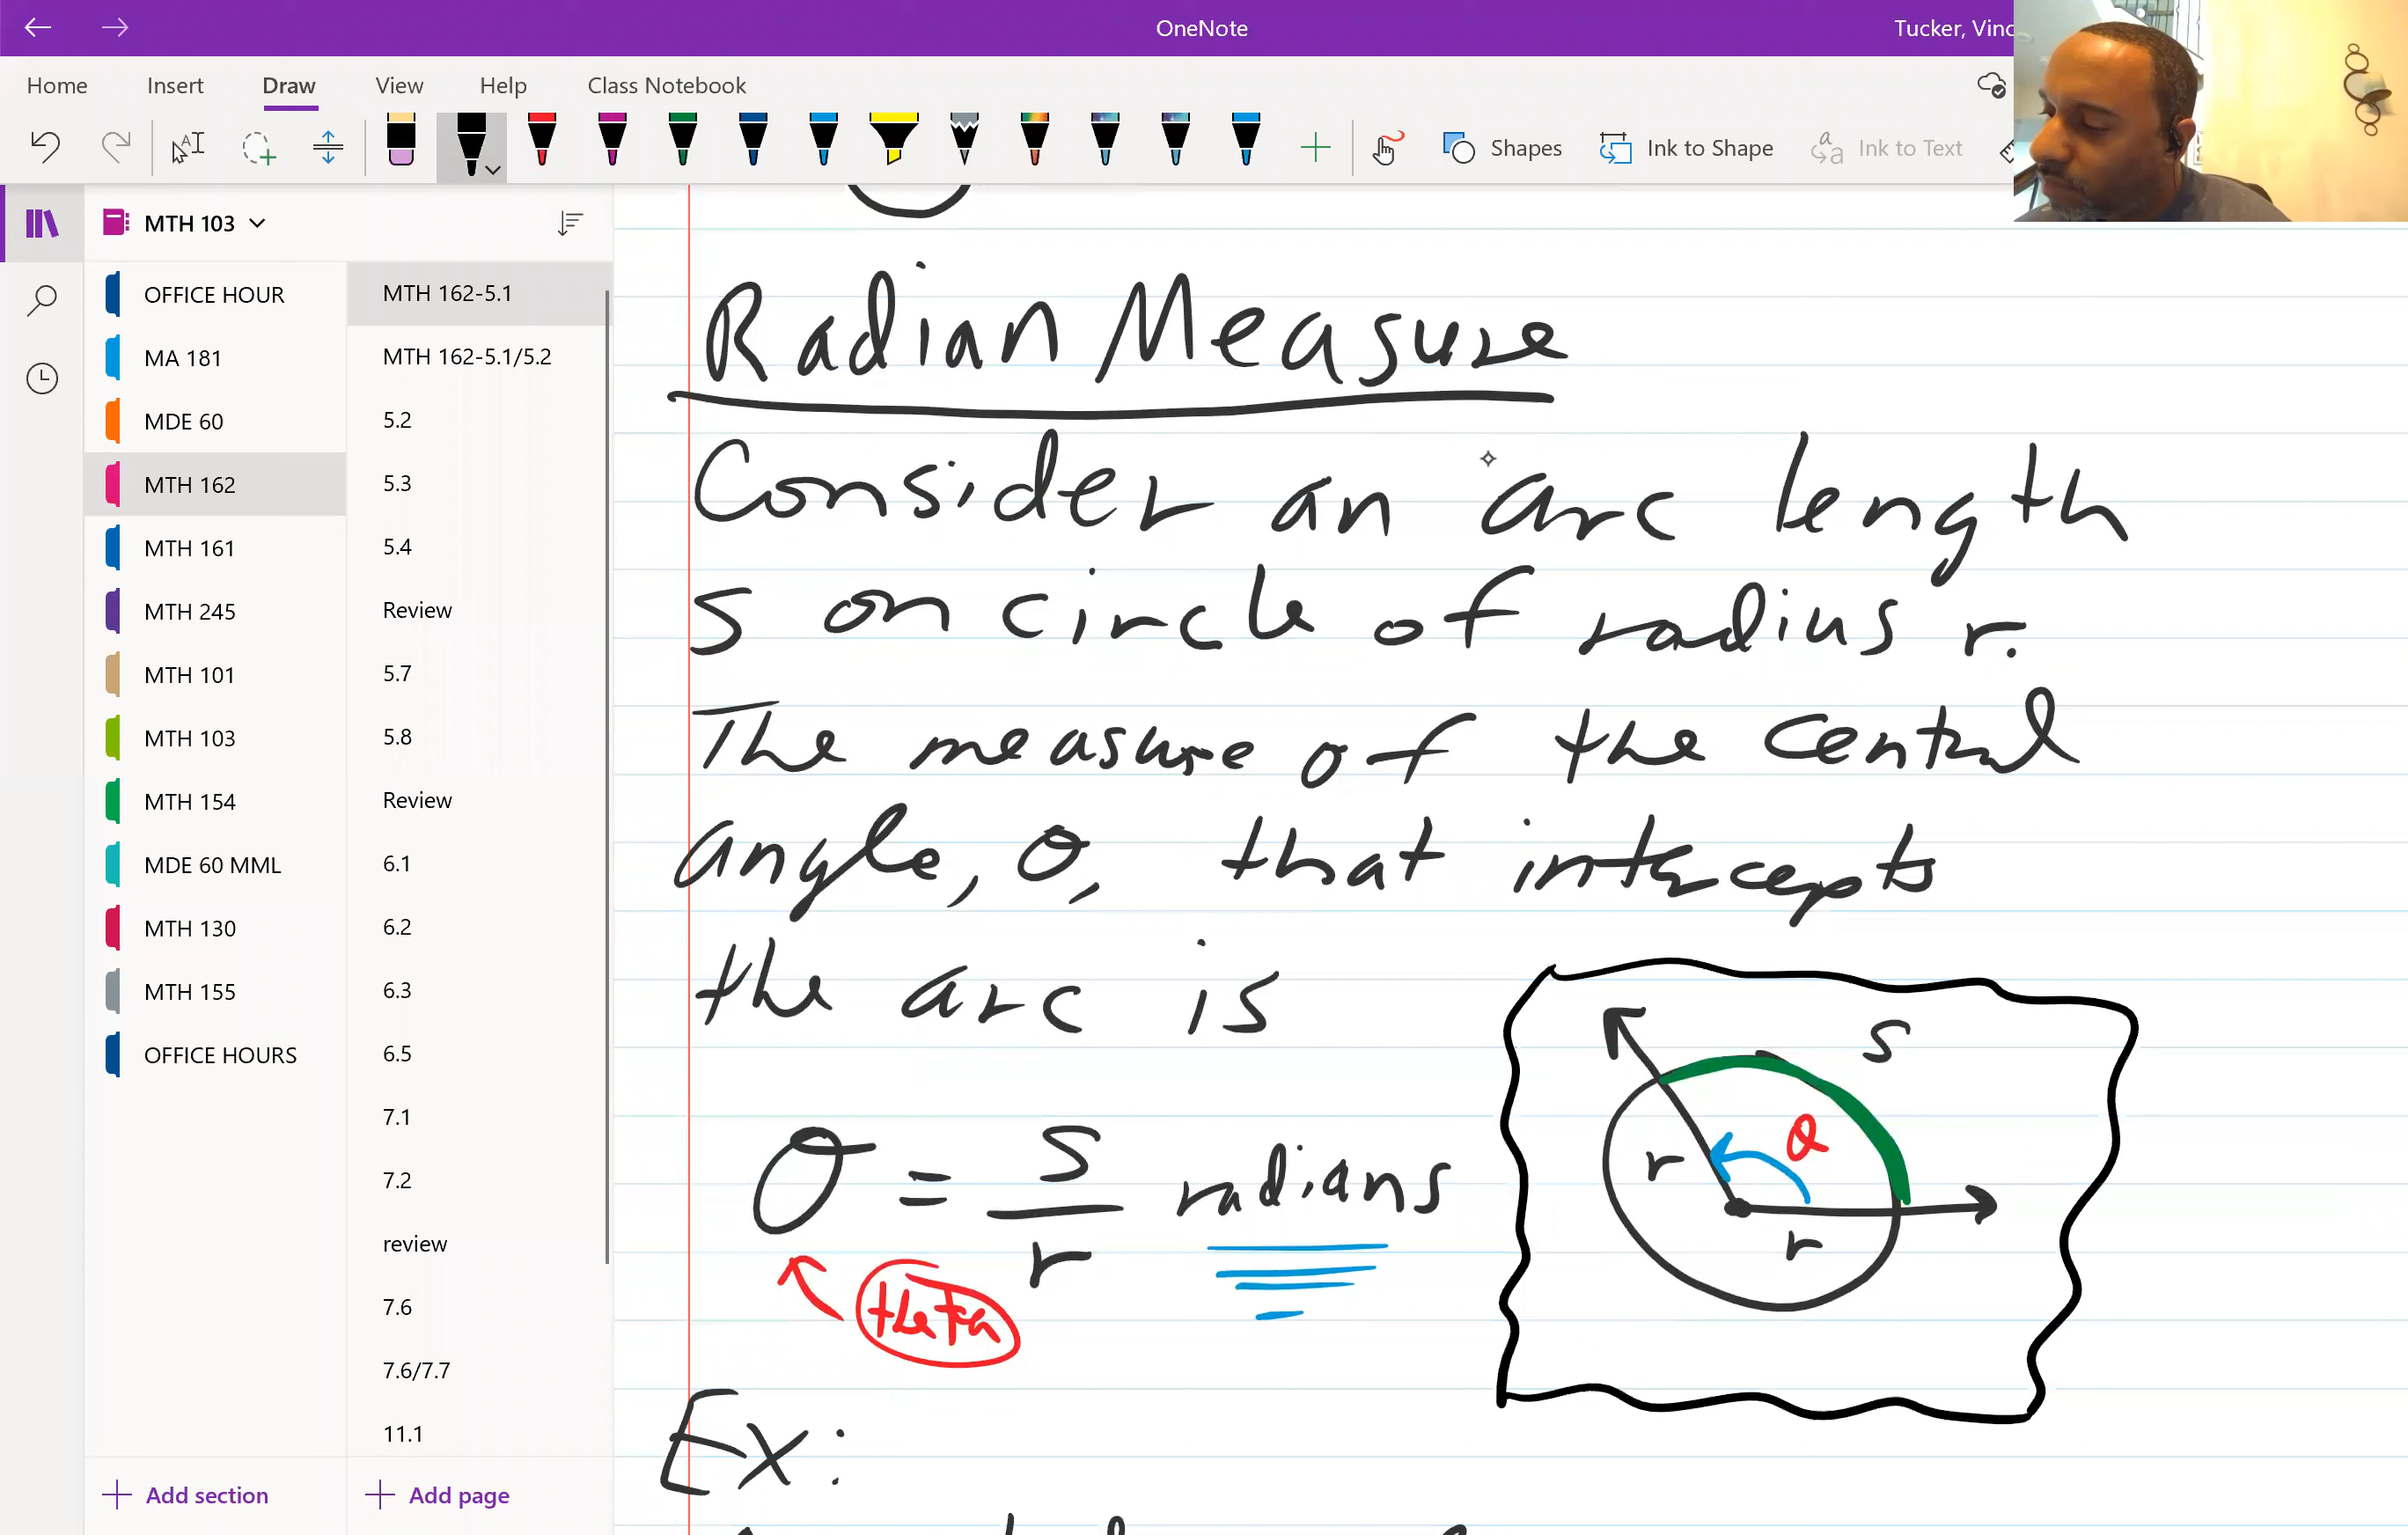 OneNote
Tucker, Vinc
Home Insert Draw View Help Class Notebook
Shapes Ink to Shape Ink to Text
MTH 103
OFFICE HOUR
MA 181
MDE 60
MTH 162
MTH 161
MTH 245
MTH 101
MTH 103
MTH 154
MDE 60 MML
MTH 130
MTH 155
OFFICE HOURS
Add section
MTH 162-5.1
MTH 162-5.1/5.2
5.2
5.3
5.4
Review
5.7
5.8
Review
6.1
6.2
6.3
6.5
7.1
7.2
review
7.6
7.6/7.7
11.1
Add page
Radian Measure
Consider an arc length
s on circle of radius r.
The measure of the central
angle, θ, that intercepts
the arc is
θ = s/r radians
theta
s
θ
r
r
Ex: